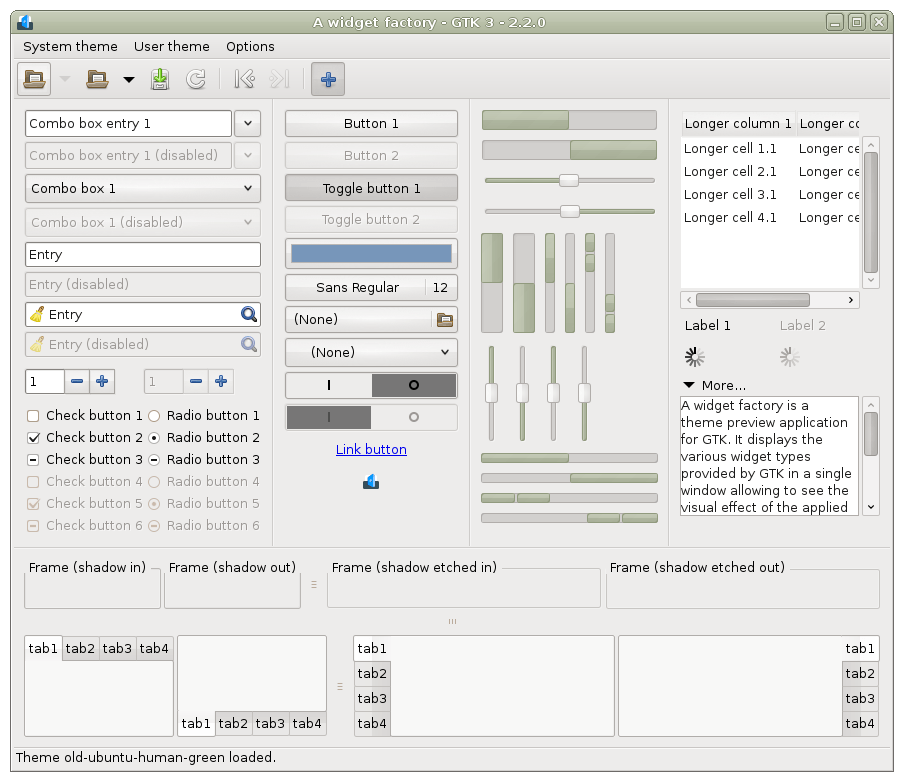 A widget factory - GTK 3 - 2.2.0
System theme User theme Options
Combo box entry 1
Combo box entry 1 (disabled)
Combo box 1
Combo box 1 (disabled)
Entry
Entry (disabled)
Entry
Entry (disabled)
1 1
Check button 1 Radio button 1
Check button 2 Radio button 2
Check button 3 Radio button 3
Check button 4 Radio button 4
Check button 5 Radio button 5
Check button 6 Radio button 6
Button 1
Button 2
Toggle button 1
Toggle button 2
Sans Regular 12
(None)
(None)
Link button
Longer column 1 Longer co
Longer cell 1.1 Longer ce
Longer cell 2.1 Longer ce
Longer cell 3.1 Longer ce
Longer cell 4.1 Longer ce
Label 1 Label 2
More...
A widget factory is a
theme preview application
for GTK. It displays the
various widget types
provided by GTK in a single
window allowing to see the
visual effect of the applied
Frame (shadow in) Frame (shadow out) Frame (shadow etched in) Frame (shadow etched out)
tab1 tab2 tab3 tab4
tab1 tab2 tab3 tab4
tab1
tab2
tab3
tab4
tab1
tab2
tab3
tab4
Theme old-ubuntu-human-green loaded.